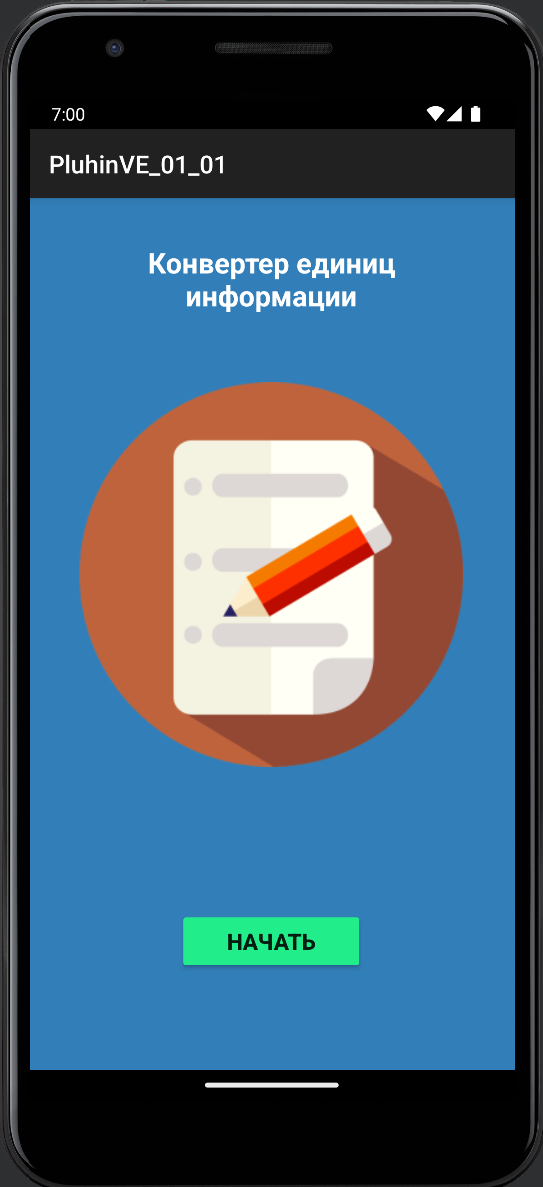 7:00
PluhinVE_01_01
Конвертер единиц
информации
НАЧАТЬ